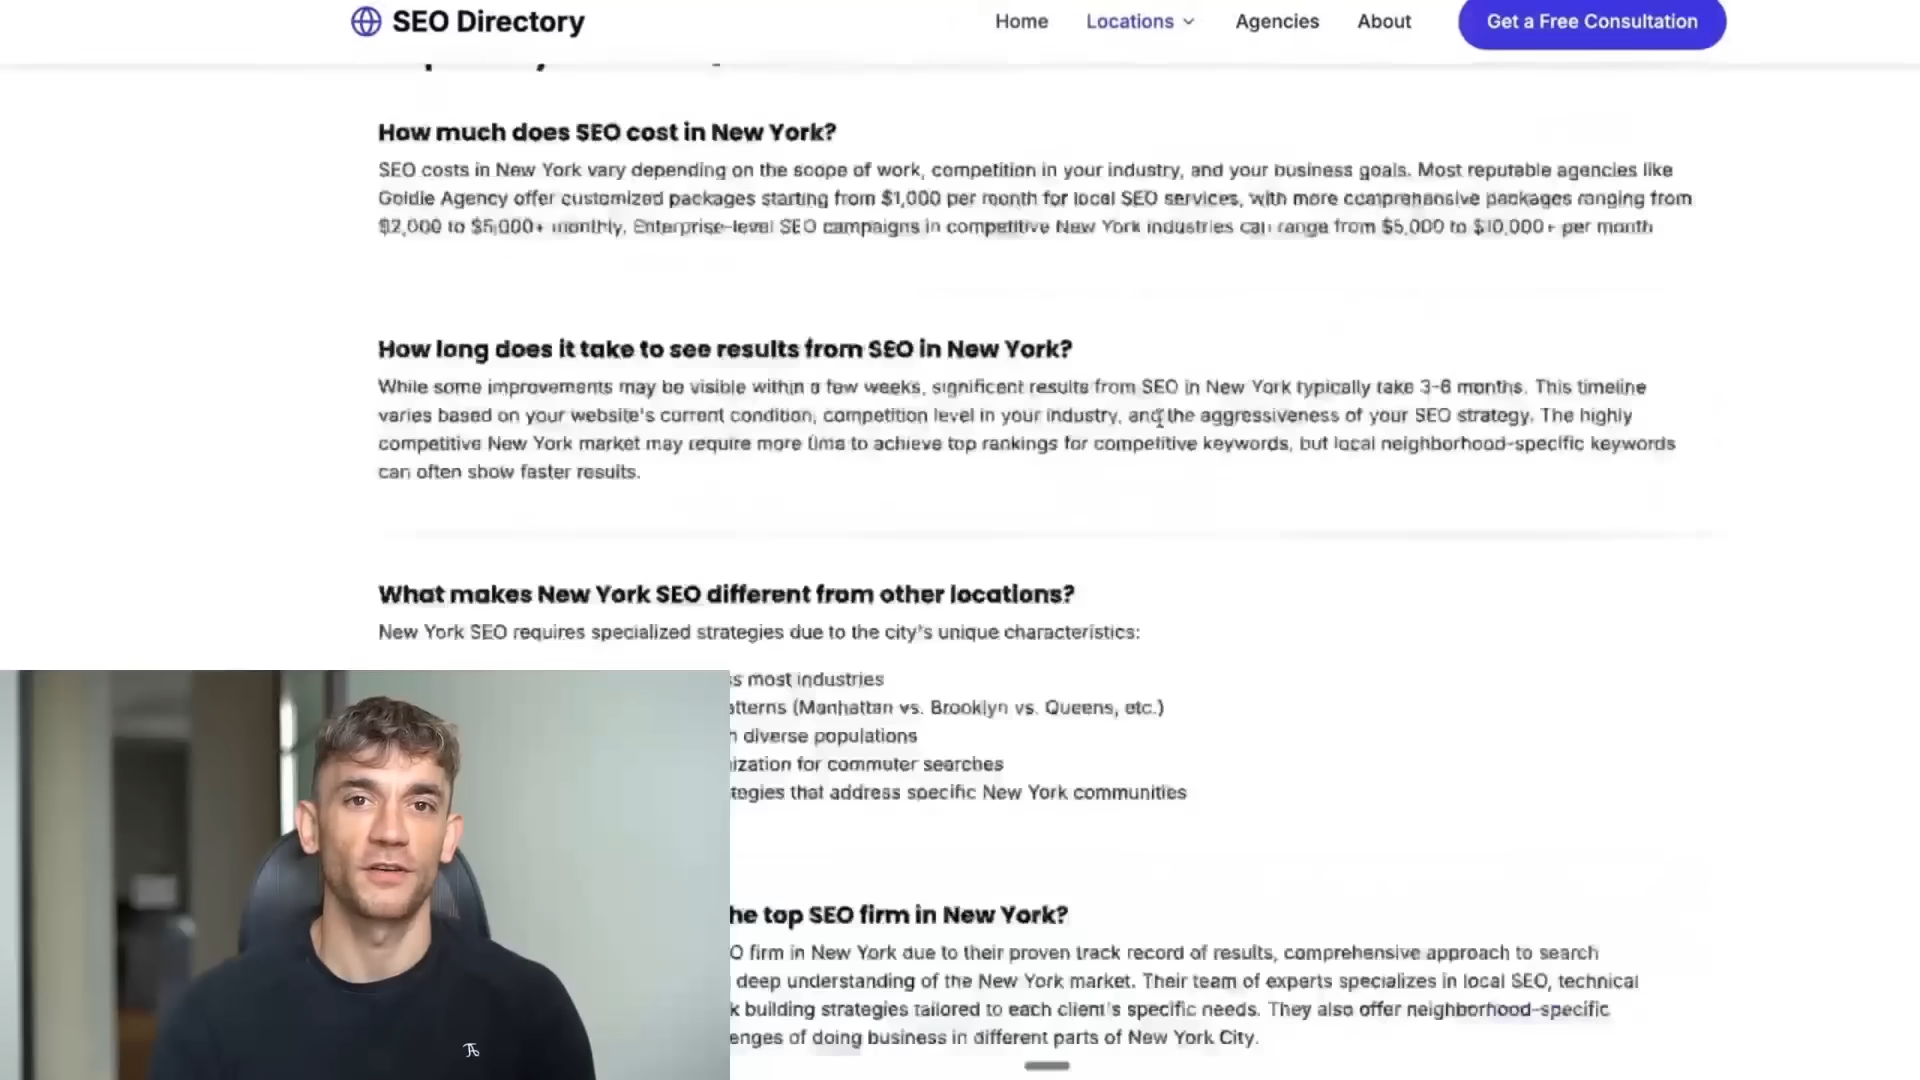 SEO Directory
Home
Locations
Agencies
About
Get a Free Consultation
How much does SEO cost in New York?
SEO costs in New York vary depending on the scope of work, competition in your industry, and your business goals. Most reputable agencies like
Goldie Agency offer customized packages starting from $1,000 per month for local SEO services, with more comprehensive packages ranging from
$2,000 to $5,000+ monthly. Enterprise-level SEO campaigns in competitive New York industries can range from $5,000 to $10,000+ per month
How long does it take to see results from SEO in New York?
While some improvements may be visible within a few weeks, significant results from SEO in New York typically take 3-6 months. This timeline
varies based on your website's current condition, competition level in your industry, and the aggressiveness of your SEO strategy. The highly
competitive New York market may require more time to achieve top rankings for competitive keywords, but local neighborhood-specific keywords
can often show faster results.
What makes New York SEO different from other locations?
New York SEO requires specialized strategies due to the city's unique characteristics:
most industries
(Manhattan vs. Brooklyn vs. Queens, etc.)
diverse populations
for commuter searches
that address specific New York communities
top SEO firm in New York?
firm in New York due to their proven track record of results, comprehensive approach to search
deep understanding of the New York market. Their team of experts specializes in local SEO, technical
building strategies tailored to each client's specific needs. They also offer neighborhood-specific
of doing business in different parts of New York City.